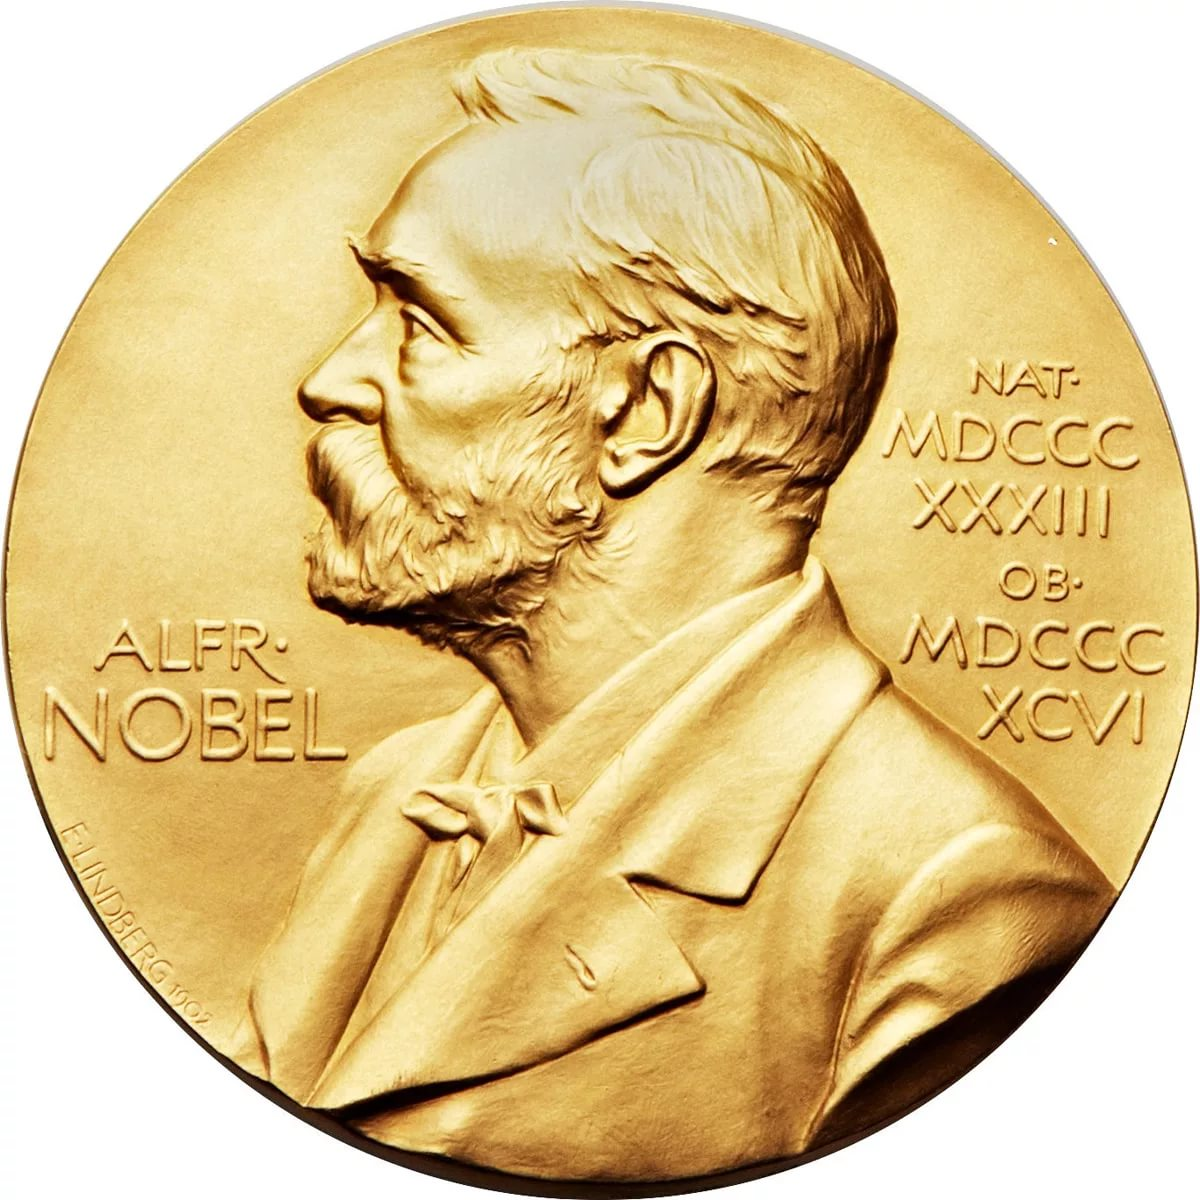 ALFR·
NOBEL
NAT·
MDCCC
XXXIII
OB·
MDCCC
XCVI
E·LINDBERG 1902